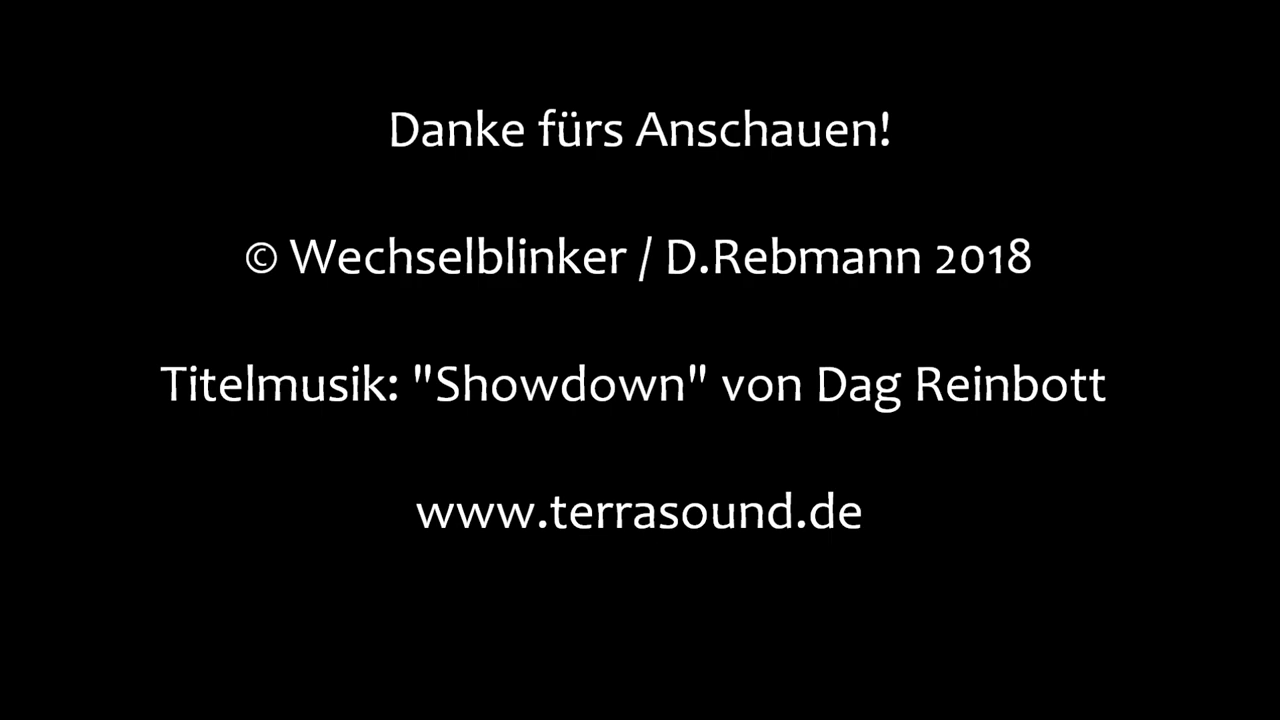 Danke fürs Anschauen!
© Wechselblinker / D.Rebmann 2018
Titelmusik: "Showdown" von Dag Reinbott
www.terrasound.de